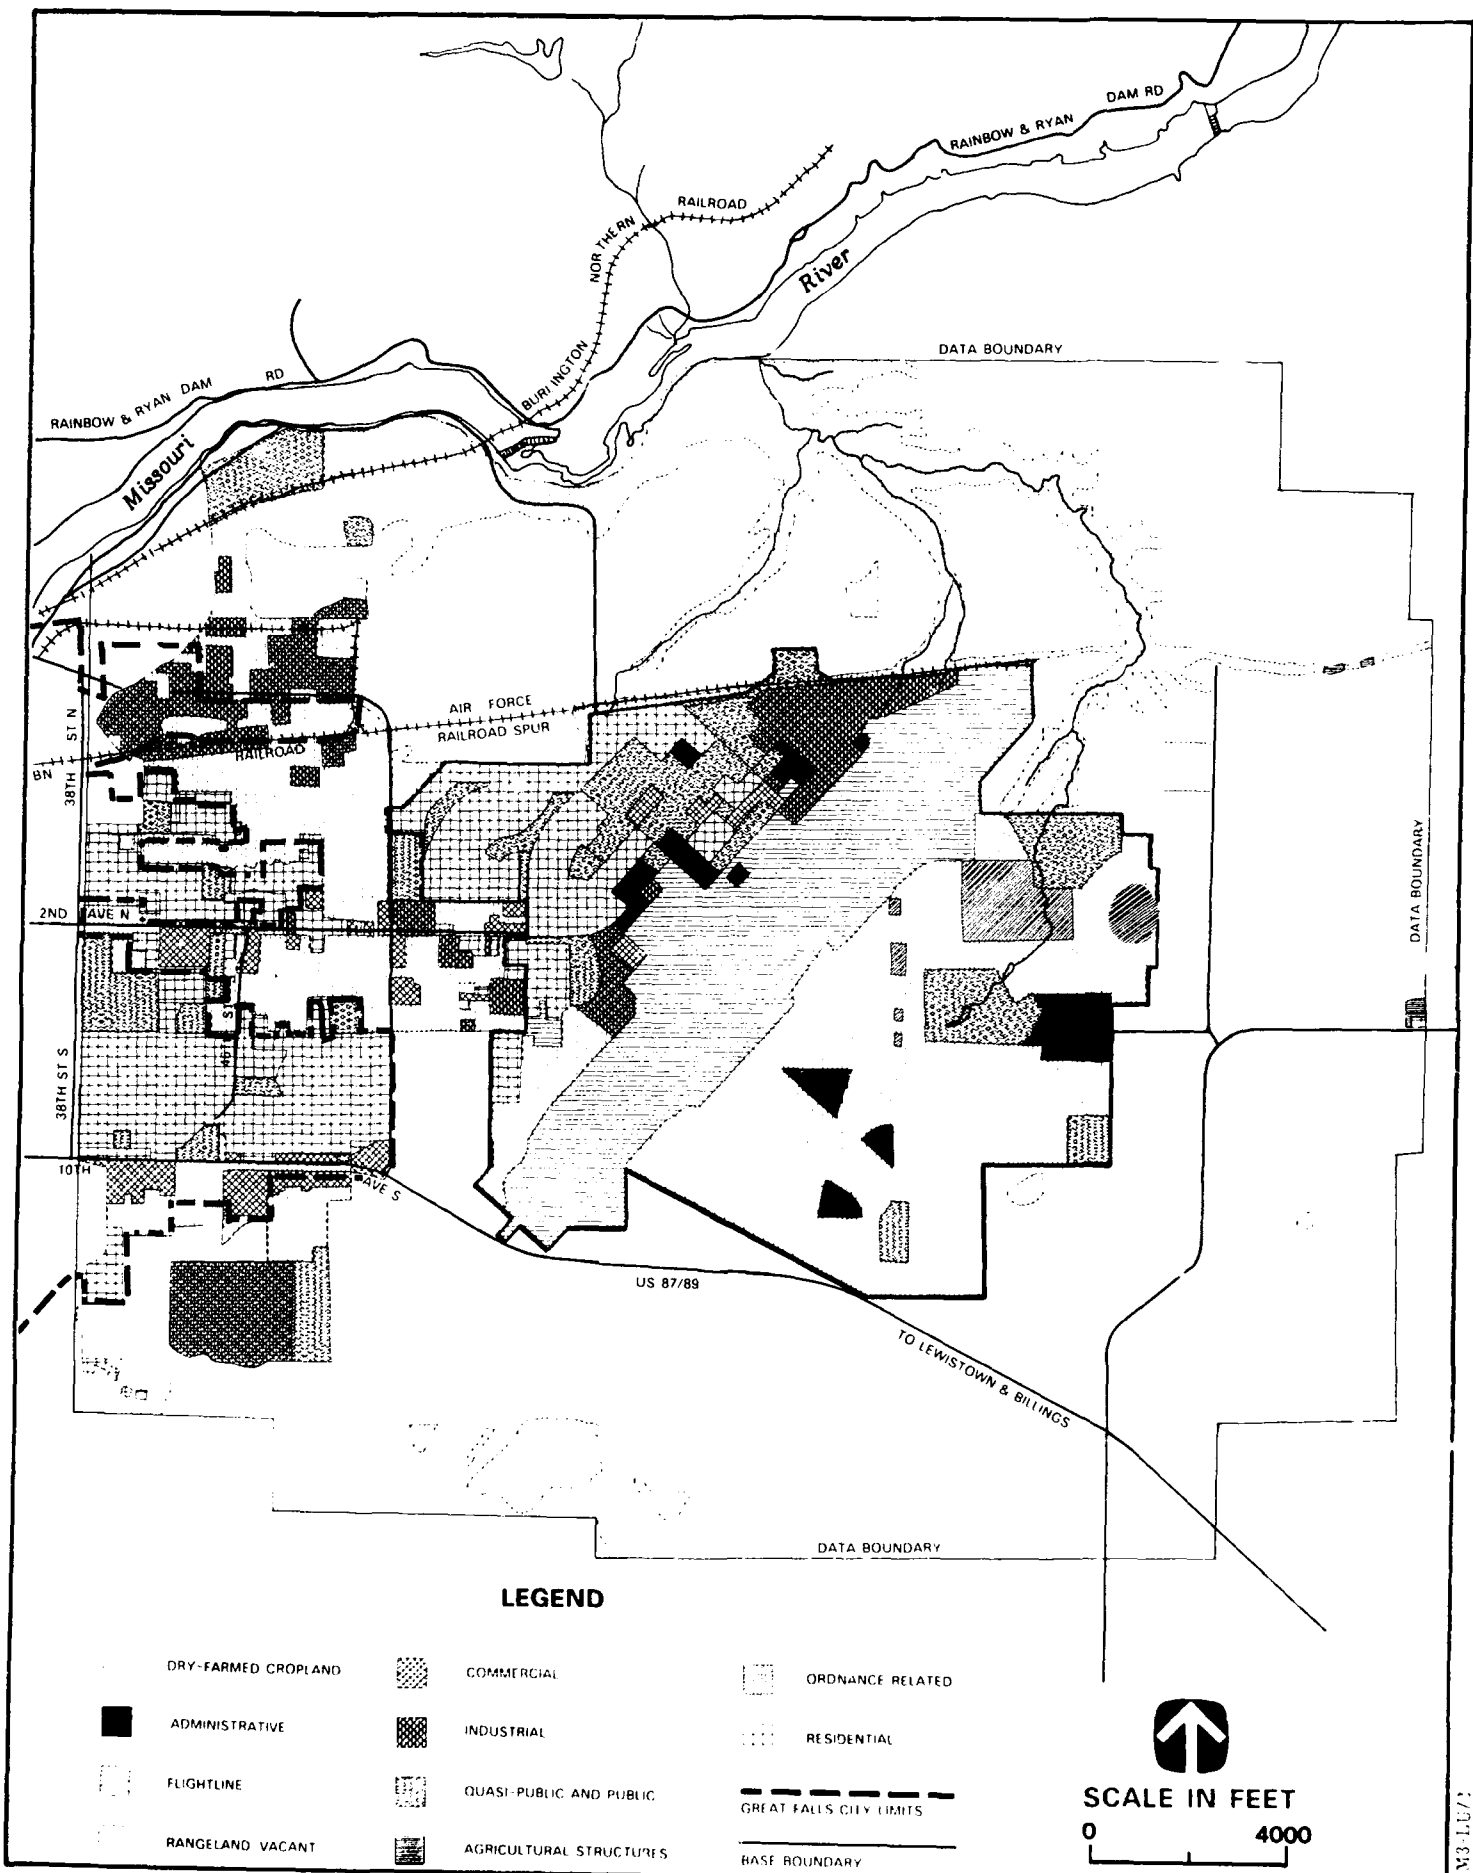 DAM RD
RAINBOW & RYAN
RAILROAD
NORTHERN
River
DATA BOUNDARY
BURLINGTON
RD
RAINBOW & RYAN DAM
Missouri
AIR FORCE
RAILROAD SPUR
38TH ST N
RAILROAD
BN
DATA BOUNDARY
2ND AVE N
ST
38TH ST S
10TH
AVE S
US 87/89
TO LEWISTOWN & BILLINGS
DATA BOUNDARY
LEGEND
DRY-FARMED CROPLAND
COMMERCIAL
ORDNANCE RELATED
ADMINISTRATIVE
INDUSTRIAL
RESIDENTIAL
FLIGHTLINE
QUASI-PUBLIC AND PUBLIC
GREAT FALLS CITY LIMITS
RANGELAND VACANT
AGRICULTURAL STRUCTURES
BASE BOUNDARY
SCALE IN FEET
0 4000